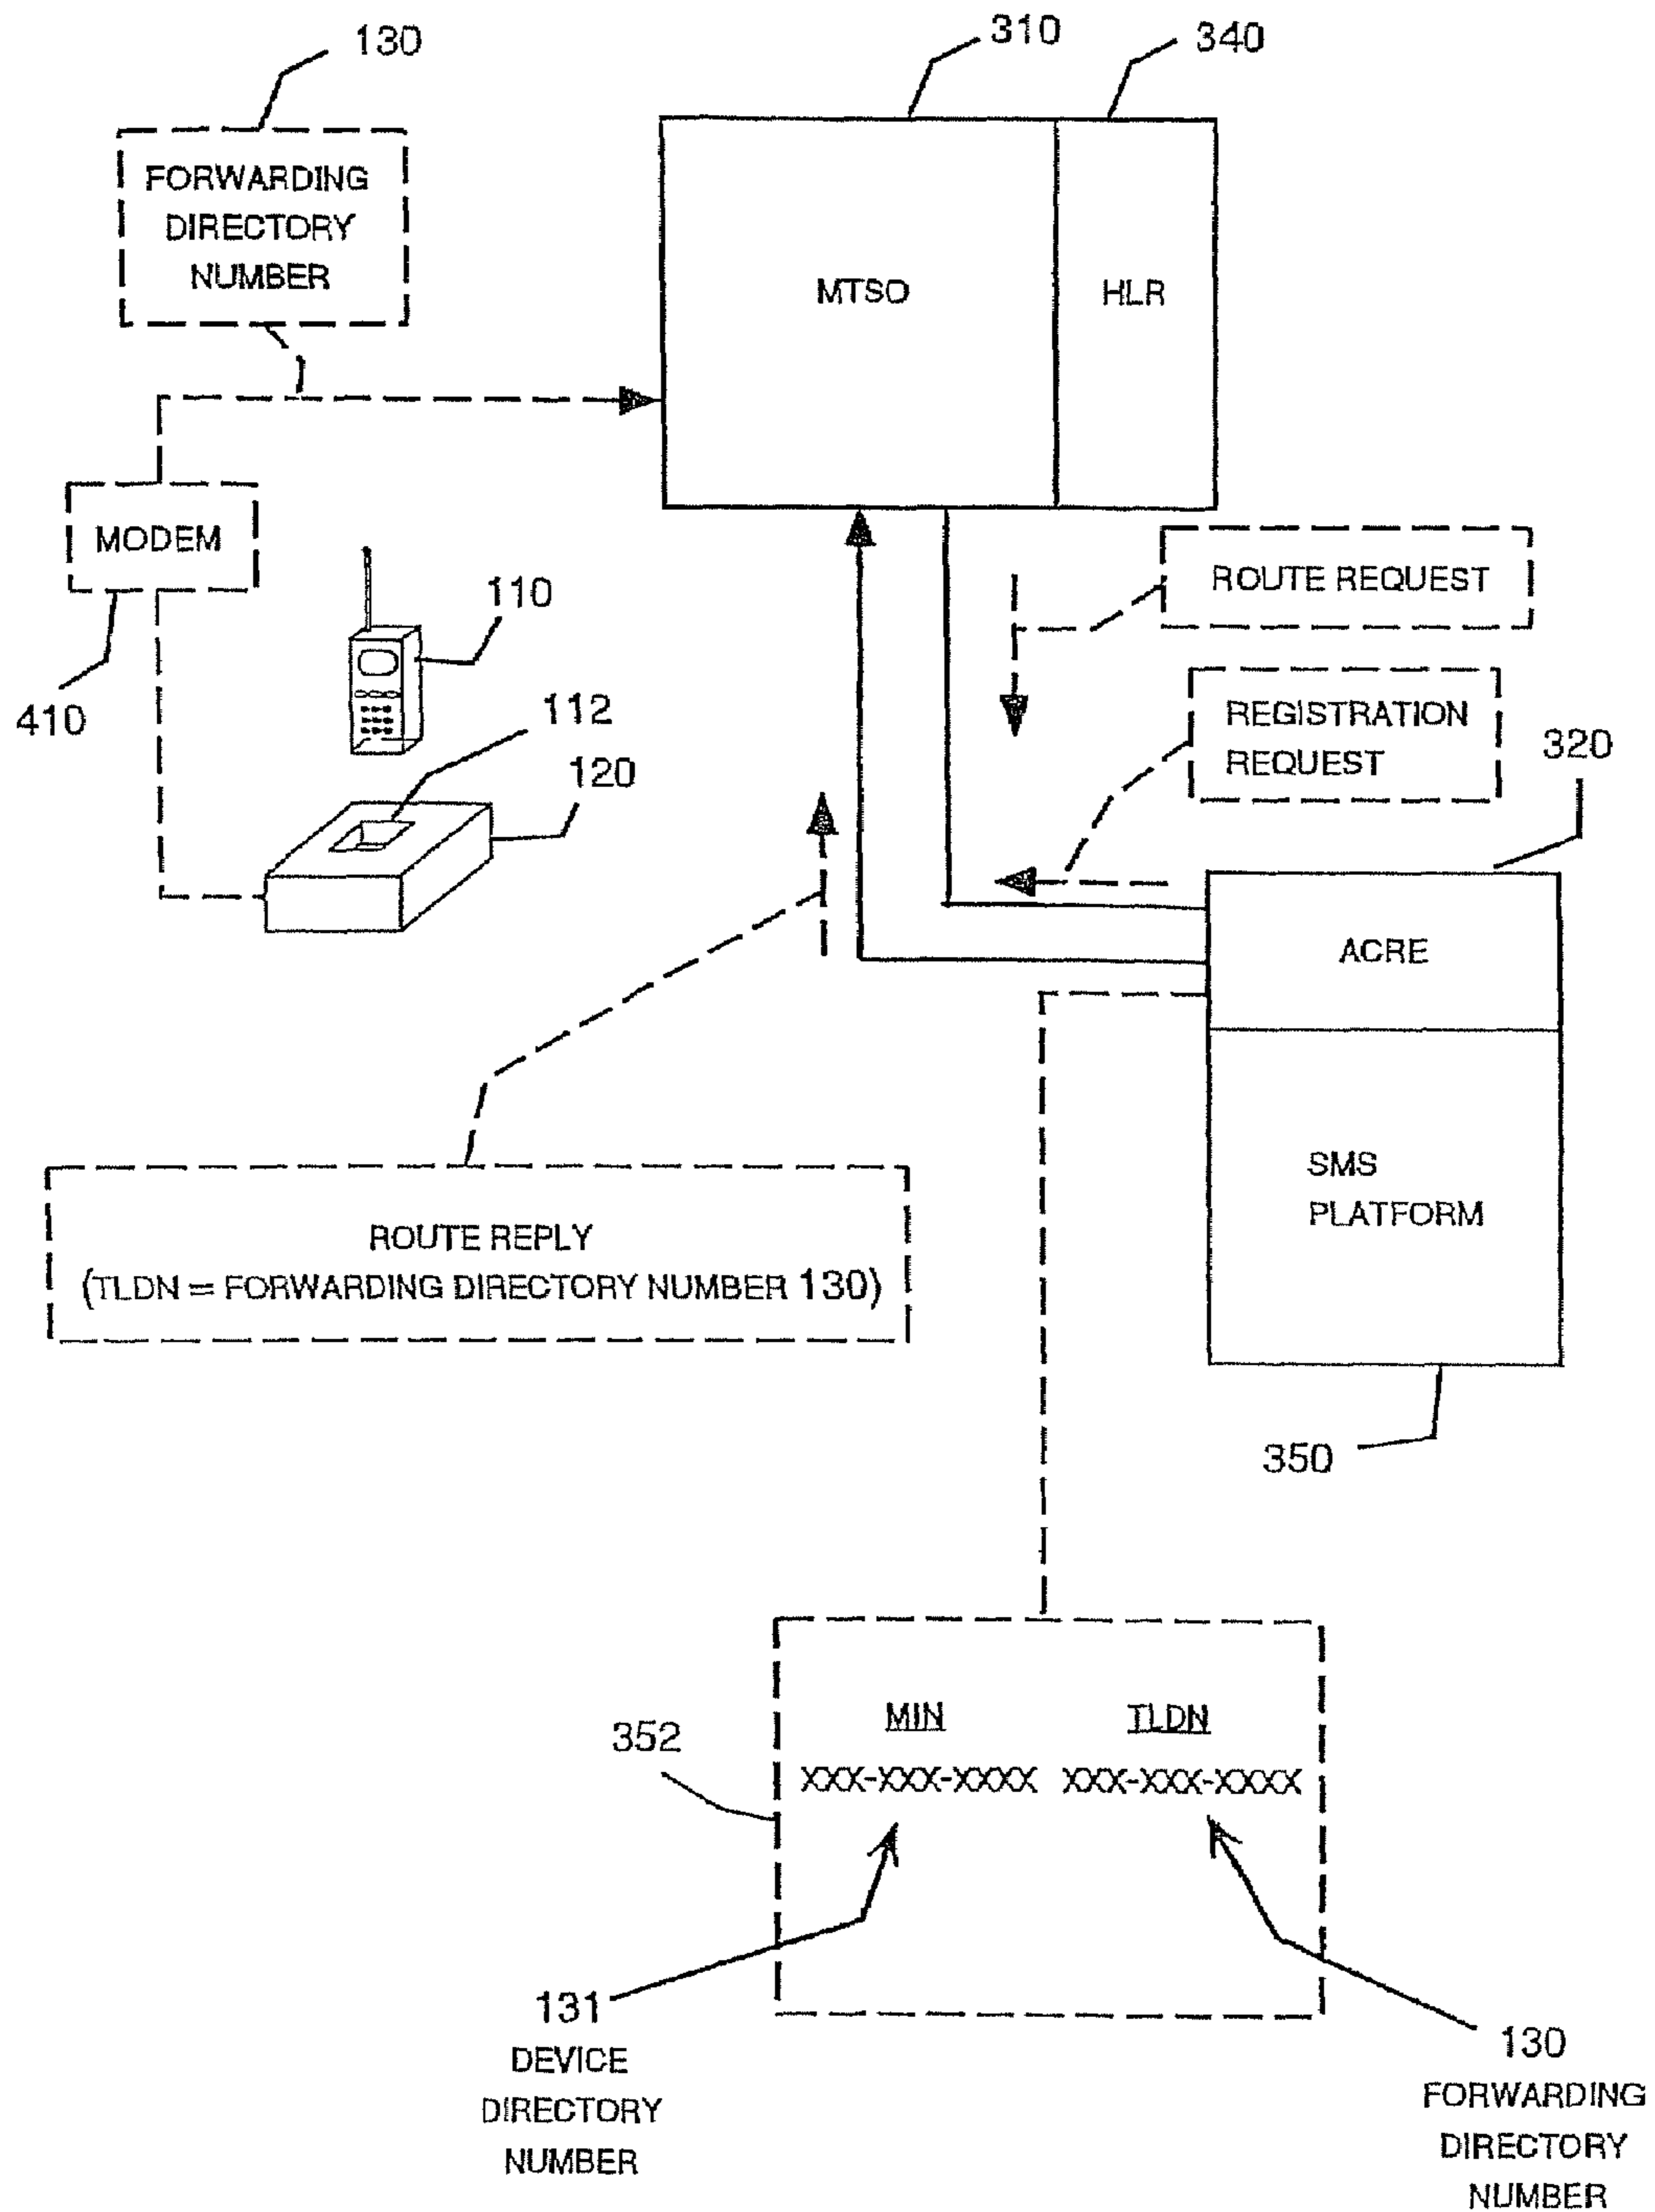 130
310
340
FORWARDING
DIRECTORY
NUMBER
MTSO
HLR
MODEM
410
110
112
120
ROUTE REQUEST
REGISTRATION
REQUEST
320
ACRE
SMS
PLATFORM
350
ROUTE REPLY
(TLDN = FORWARDING DIRECTORY NUMBER 130)
352
MIN TLDN
XXX-XXX-XXXX XXX-XXX-XXXX
131
DEVICE
DIRECTORY
NUMBER
130
FORWARDING
DIRECTORY
NUMBER